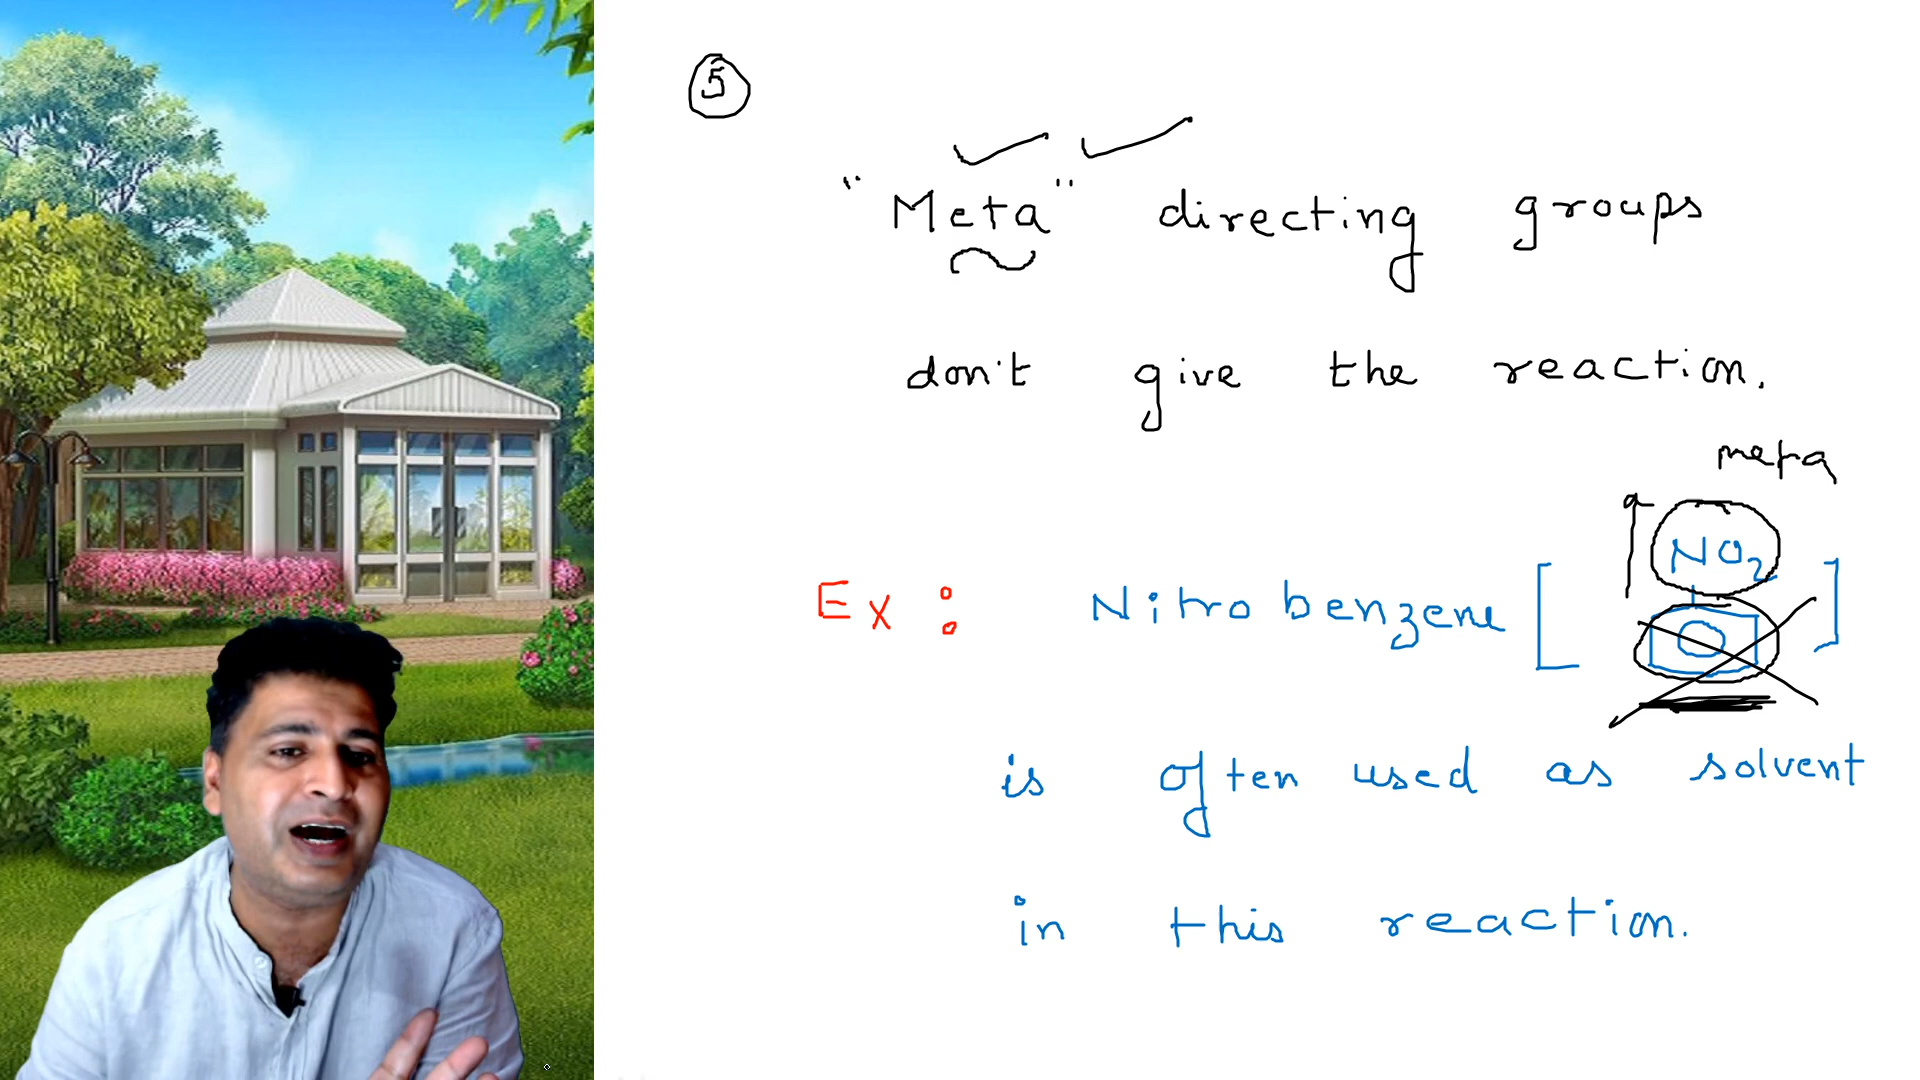 5
"Meta" directing groups
don't give the reaction.
meta
NO2
Ex : Nitrobenzene [ ]
is often used as solvent
in this reaction.